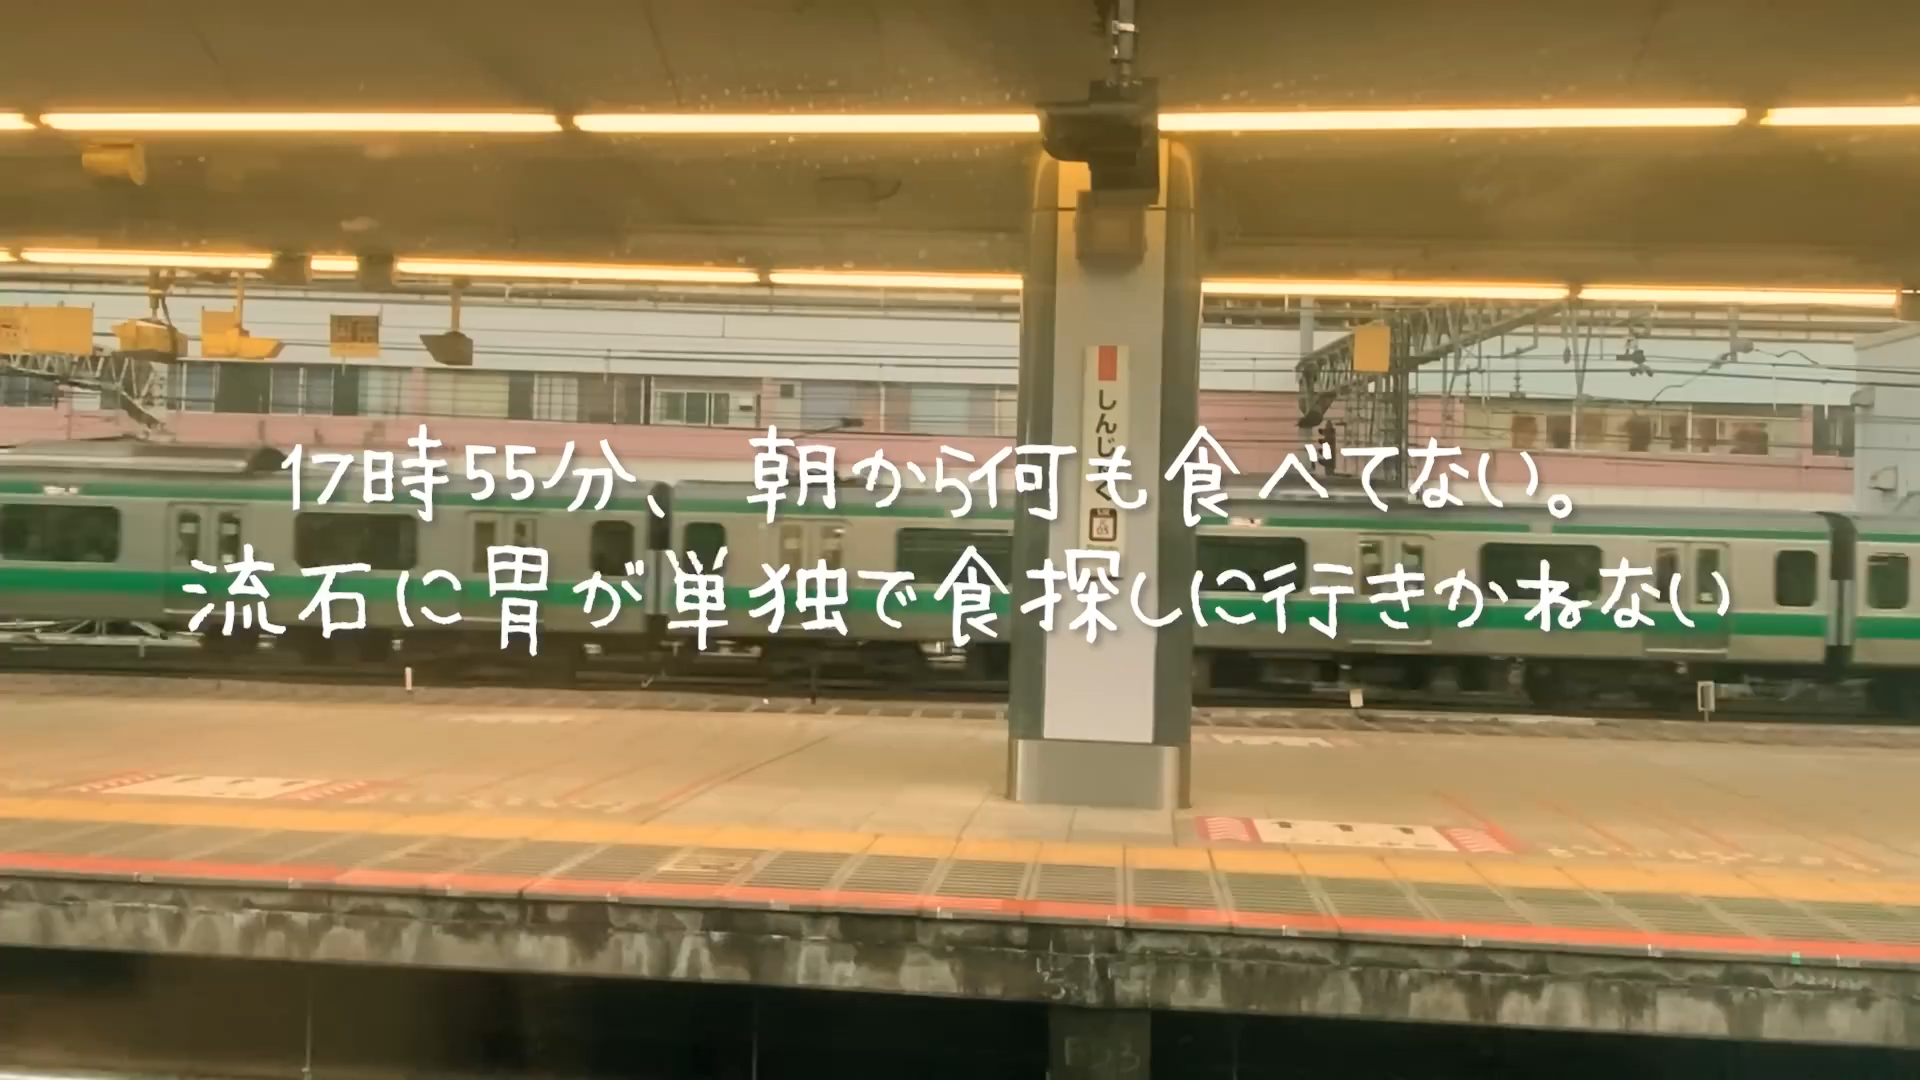 17時55分、朝から何も食べてない。
流石に胃が単独で食探しに行きかねない
しんじゅく